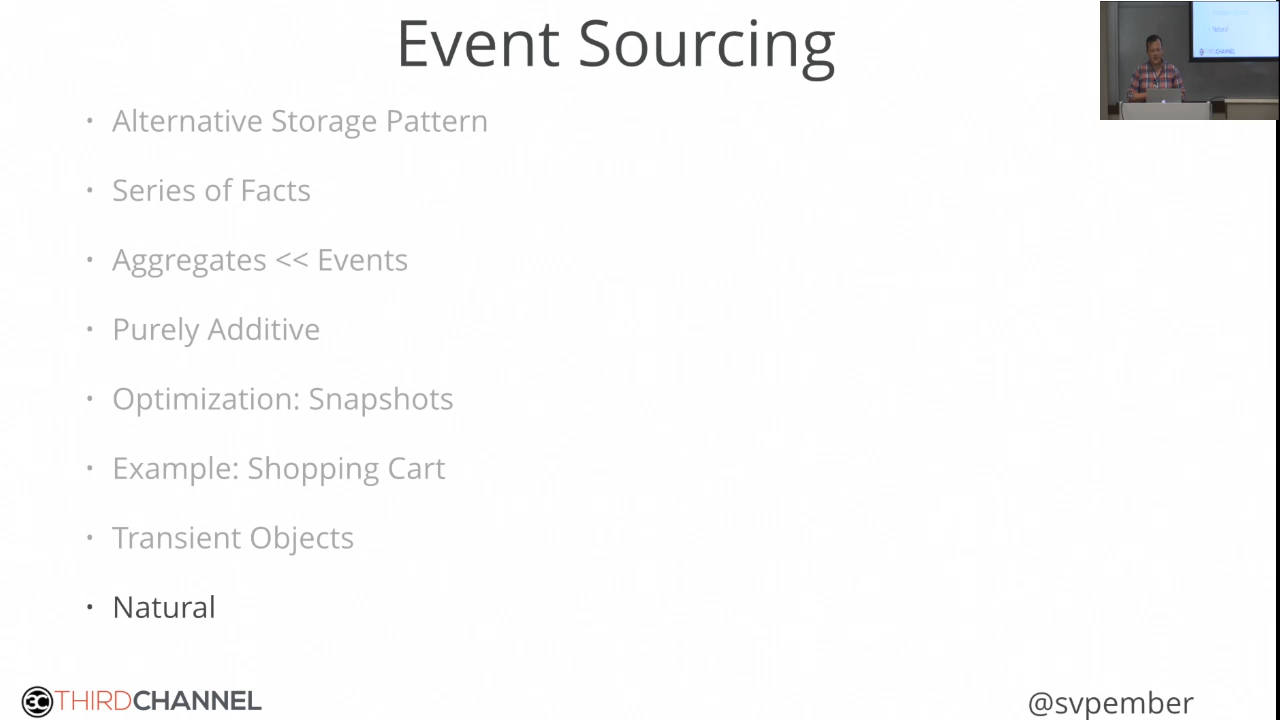 Event Sourcing
• Alternative Storage Pattern
• Series of Facts
• Aggregates << Events
• Purely Additive
• Optimization: Snapshots
• Example: Shopping Cart
• Transient Objects
• Natural
THIRDCHANNEL
@svpember